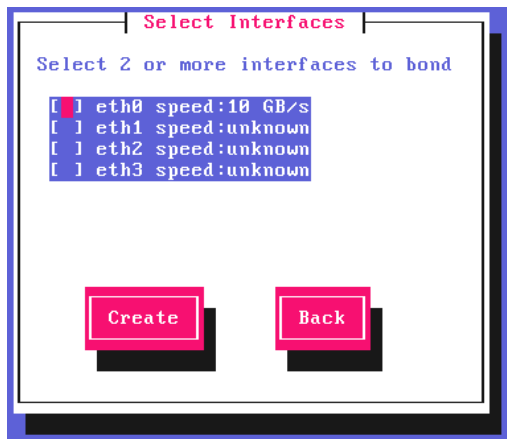 Select Interfaces
Select 2 or more interfaces to bond
[ ] eth0 speed:10 GB/s
[ ] eth1 speed:unknown
[ ] eth2 speed:unknown
[ ] eth3 speed:unknown
Create Back